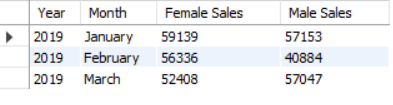 Year Month Female Sales Male Sales
2019 January 59139 57153
2019 February 56336 40884
2019 March 52408 57047